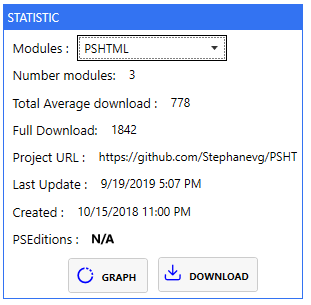 STATISTIC
Modules : PSHTML
Number modules: 3
Total Average download : 778
Full Download: 1842
Project URL : https://github.com/Stephanevg/PSHT
Last Update : 9/19/2019 5:07 PM
Created : 10/15/2018 11:00 PM
PSEditions : N/A
GRAPH DOWNLOAD